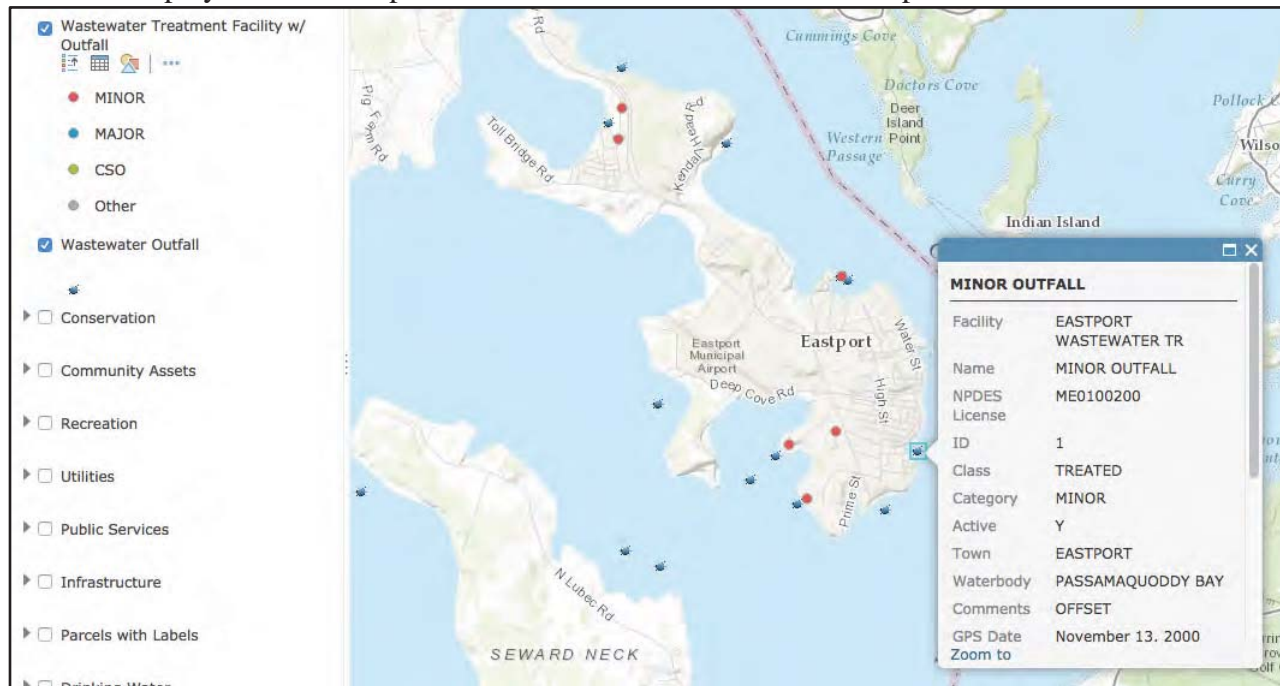 Wastewater Treatment Facility w/
Outfall
MINOR
MAJOR
CSO
Other
Wastewater Outfall
Conservation
Community Assets
Recreation
Utilities
Public Services
Infrastructure
Parcels with Labels
Drinking Water
Rd
Cummings Cove
Doctors Cove
Deer
Island
Point
Pollock
Wilso
Western
Passage
Curry
Cove
Pig Farm Rd
Toll Bridge Rd
Kendall Head Rd
Indian Island
Eastport
Eastport
Municipal
Airport
Deep Cove Rd
Water St
High St
Prime St
N Lubec Rd
SEWARD NECK
MINOR OUTFALL
Facility EASTPORT
WASTEWATER TR
Name MINOR OUTFALL
NPDES ME0100200
License
ID 1
Class TREATED
Category MINOR
Active Y
Town EASTPORT
Waterbody PASSAMAQUODDY BAY
Comments OFFSET
GPS Date November 13. 2000
Zoom to